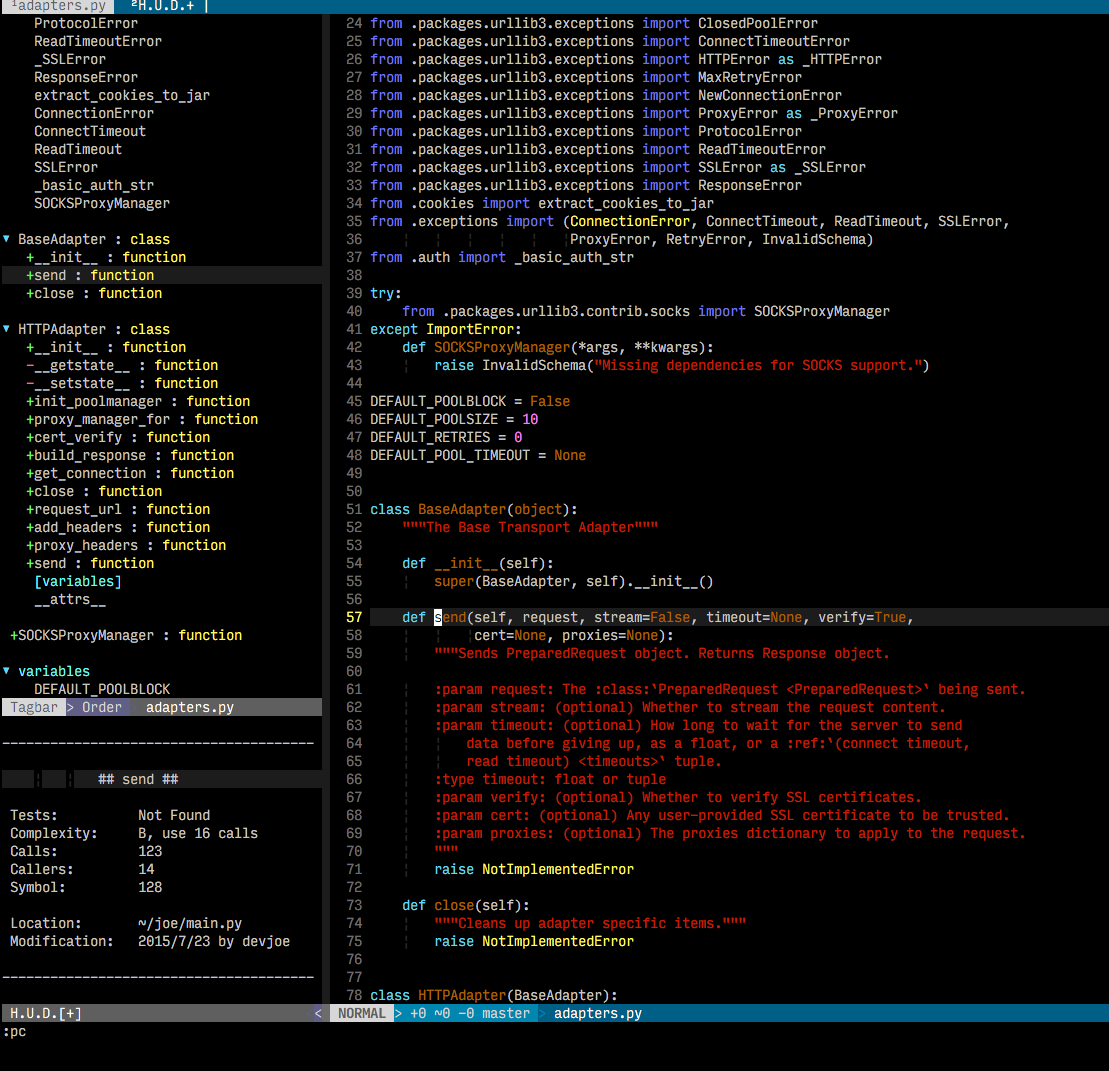 ¹adapters.py ²H.U.D.+ |
ProtocolError
ReadTimeoutError
_SSLError
ResponseError
extract_cookies_to_jar
ConnectionError
ConnectTimeout
ReadTimeout
SSLError
_basic_auth_str
SOCKSProxyManager
▼ BaseAdapter : class
+__init__ : function
+send : function
+close : function
▼ HTTPAdapter : class
+__init__ : function
-__getstate__ : function
-__setstate__ : function
+init_poolmanager : function
+proxy_manager_for : function
+cert_verify : function
+build_response : function
+get_connection : function
+close : function
+request_url : function
+add_headers : function
+proxy_headers : function
+send : function
[variables]
__attrs__
+SOCKSProxyManager : function
▼ variables
DEFAULT_POOLBLOCK
Tagbar > Order adapters.py
## send ##
Tests: Not Found
Complexity: B, use 16 calls
Calls: 123
Callers: 14
Symbol: 128
Location: ~/joe/main.py
Modification: 2015/7/23 by devjoe
H.U.D.[+] <
24 from .packages.urllib3.exceptions import ClosedPoolError
25 from .packages.urllib3.exceptions import ConnectTimeoutError
26 from .packages.urllib3.exceptions import HTTPError as _HTTPError
27 from .packages.urllib3.exceptions import MaxRetryError
28 from .packages.urllib3.exceptions import NewConnectionError
29 from .packages.urllib3.exceptions import ProxyError as _ProxyError
30 from .packages.urllib3.exceptions import ProtocolError
31 from .packages.urllib3.exceptions import ReadTimeoutError
32 from .packages.urllib3.exceptions import SSLError as _SSLError
33 from .packages.urllib3.exceptions import ResponseError
34 from .cookies import extract_cookies_to_jar
35 from .exceptions import (ConnectionError, ConnectTimeout, ReadTimeout, SSLError,
36 ProxyError, RetryError, InvalidSchema)
37 from .auth import _basic_auth_str
38
39 try:
40 from .packages.urllib3.contrib.socks import SOCKSProxyManager
41 except ImportError:
42 def SOCKSProxyManager(*args, **kwargs):
43 raise InvalidSchema("Missing dependencies for SOCKS support.")
44
45 DEFAULT_POOLBLOCK = False
46 DEFAULT_POOLSIZE = 10
47 DEFAULT_RETRIES = 0
48 DEFAULT_POOL_TIMEOUT = None
49
50
51 class BaseAdapter(object):
52 """The Base Transport Adapter"""
53
54 def __init__(self):
55 super(BaseAdapter, self).__init__()
56
57 def send(self, request, stream=False, timeout=None, verify=True,
58 cert=None, proxies=None):
59 """Sends PreparedRequest object. Returns Response object.
60
61 :param request: The :class:`PreparedRequest <PreparedRequest>` being sent.
62 :param stream: (optional) Whether to stream the request content.
63 :param timeout: (optional) How long to wait for the server to send
64 data before giving up, as a float, or a :ref:`(connect timeout,
65 read timeout) <timeouts>` tuple.
66 :type timeout: float or tuple
67 :param verify: (optional) Whether to verify SSL certificates.
68 :param cert: (optional) Any user-provided SSL certificate to be trusted.
69 :param proxies: (optional) The proxies dictionary to apply to the request.
70 """
71 raise NotImplementedError
72
73 def close(self):
74 """Cleans up adapter specific items."""
75 raise NotImplementedError
76
77
78 class HTTPAdapter(BaseAdapter):
NORMAL > +0 ~0 -0 master > adapters.py
:pc